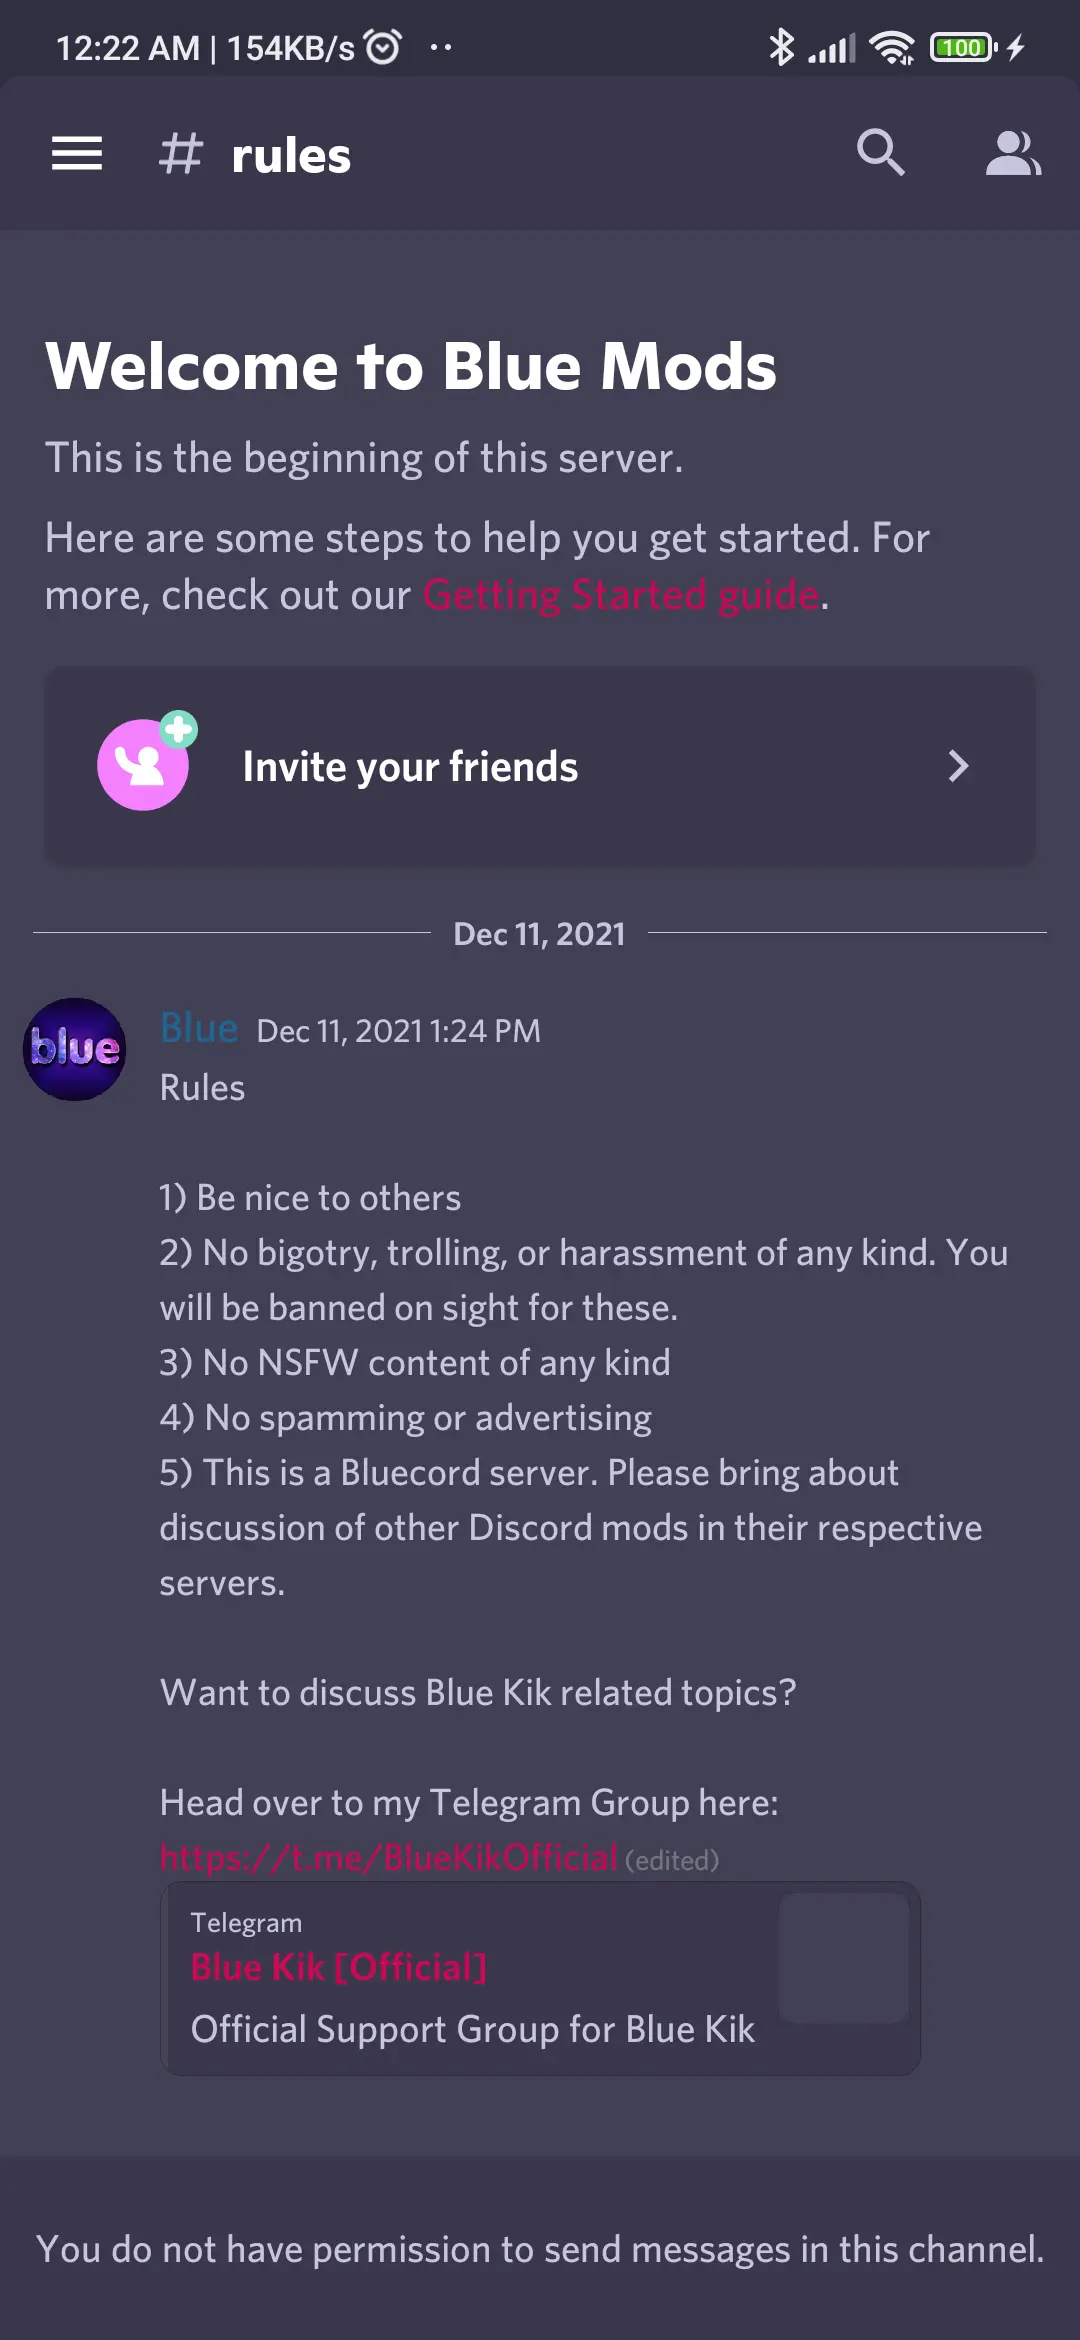 12:22 AM | 154KB/s
100
# rules
Welcome to Blue Mods
This is the beginning of this server.
Here are some steps to help you get started. For
more, check out our Getting Started guide.
Invite your friends
Dec 11, 2021
blue
Blue Dec 11, 2021 1:24 PM
Rules
1) Be nice to others
2) No bigotry, trolling, or harassment of any kind. You
will be banned on sight for these.
3) No NSFW content of any kind
4) No spamming or advertising
5) This is a Bluecord server. Please bring about
discussion of other Discord mods in their respective
servers.
Want to discuss Blue Kik related topics?
Head over to my Telegram Group here:
https://t.me/BlueKikOfficial (edited)
Telegram
Blue Kik [Official]
Official Support Group for Blue Kik
You do not have permission to send messages in this channel.